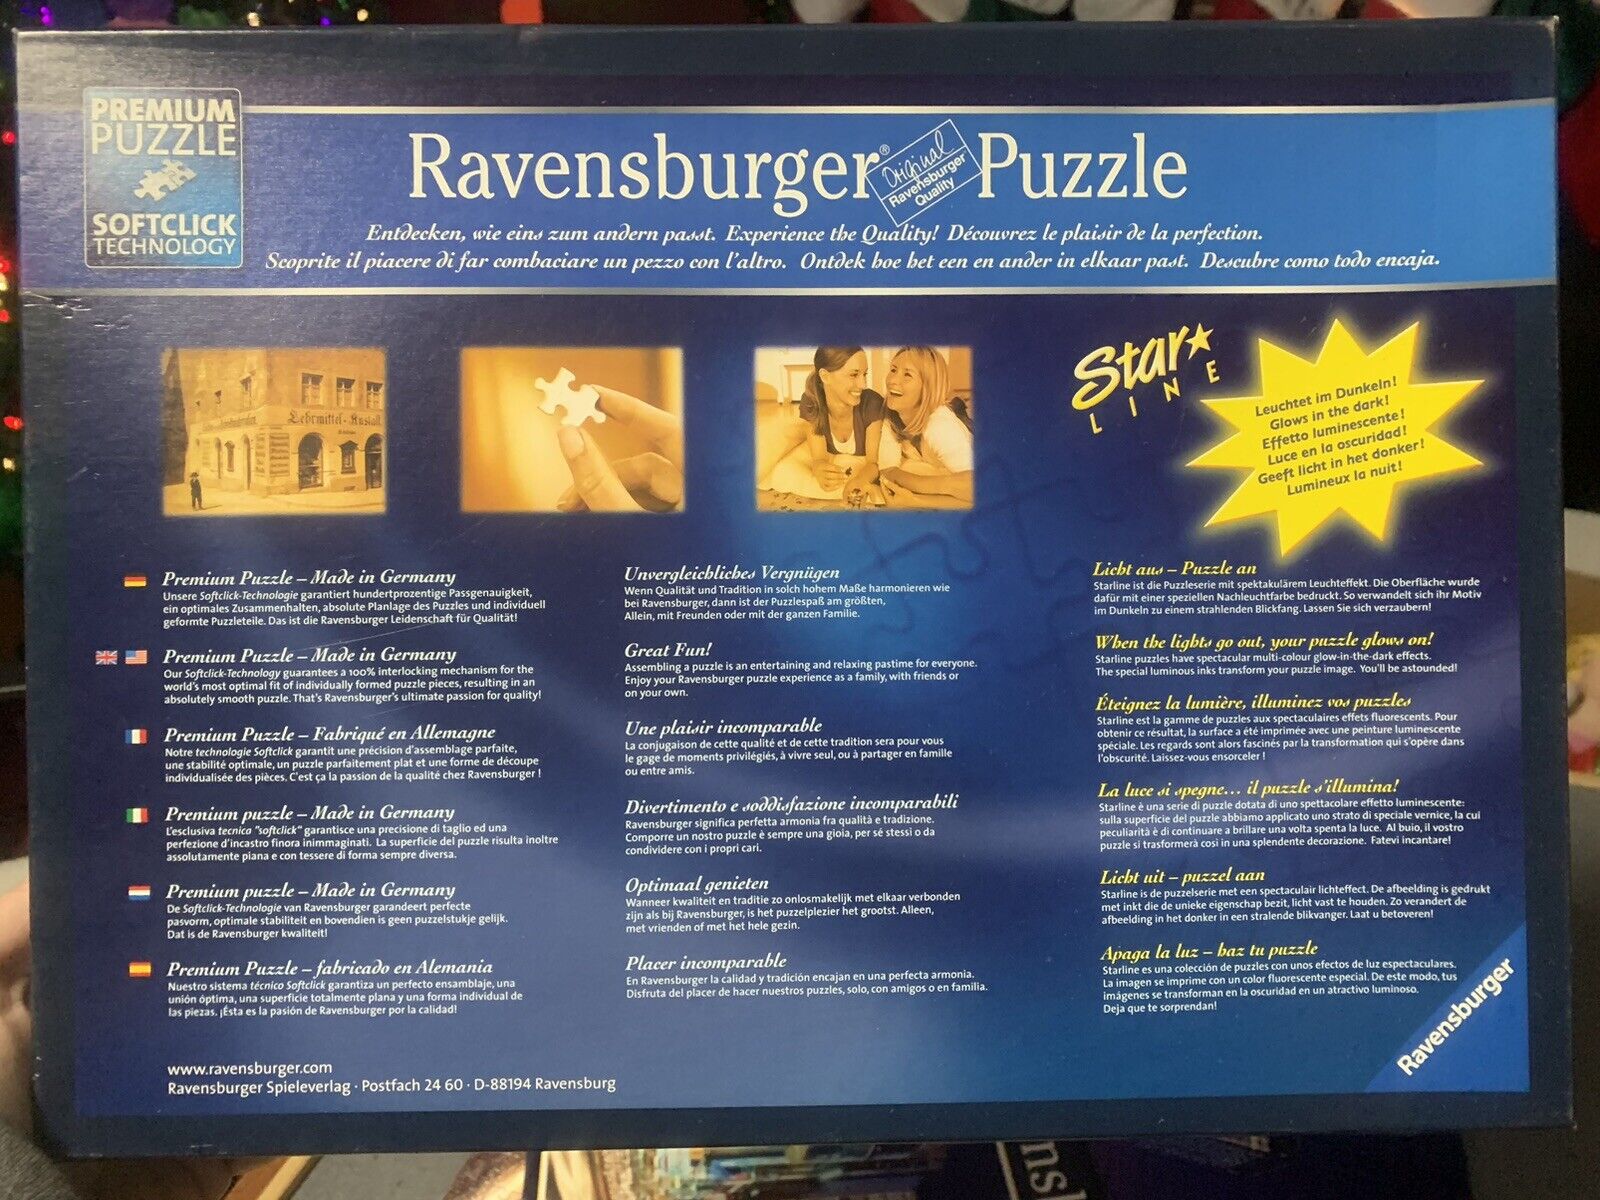 PREMIUM
PUZZLE
SOFTCLICK
TECHNOLOGY
Ravensburger® Puzzle
Original
Ravensburger
Quality
Entdecken, wie eins zum andern passt. Experience the Quality! Découvrez le plaisir de la perfection.
Scoprite il piacere di far combaciare un pezzo con l'altro. Ontdek hoe het een en ander in elkaar past. Descubre como todo encaja.
Lehrmittel-Anstalt
Star
LINE
Leuchtet im Dunkeln!
Glows in the dark!
Effetto luminescente!
Luce en la oscuridad!
Geeft licht in het donker!
Lumineux la nuit!
Premium Puzzle – Made in Germany
Unsere Softclick-Technologie garantiert hundertprozentige Passgenauigkeit,
ein optimales Zusammenhalten, absolute Planlage des Puzzles und individuell
geformte Puzzleteile. Das ist die Ravensburger Leidenschaft für Qualität!
Premium Puzzle – Made in Germany
Our Softclick-Technology guarantees a 100% interlocking mechanism for the
world's most optimal fit of individually formed puzzle pieces, resulting in an
absolutely smooth puzzle. That's Ravensburger's ultimate passion for quality!
Premium Puzzle – Fabriqué en Allemagne
Notre technologie Softclick garantit une précision d'assemblage parfaite,
une stabilité optimale, un puzzle parfaitement plat et une forme de découpe
individualisée des pièces. C'est ça la passion de la qualité chez Ravensburger !
Premium puzzle – Made in Germany
L'esclusiva tecnica "softclick" garantisce una precisione di taglio ed una
perfezione d'incastro finora inimmaginati. La superficie del puzzle risulta inoltre
assolutamente piana e con tessere di forma sempre diversa.
Premium puzzle – Made in Germany
De Softclick-Technologie van Ravensburger garandeert perfecte
pasvorm, optimale stabiliteit en bovendien is geen puzzelstukje gelijk.
Dat is de Ravensburger kwaliteit!
Premium Puzzle – fabricado en Alemania
Nuestro sistema técnico Softclick garantiza un perfecto ensamblaje, una
unión óptima, una superficie totalmente plana y una forma individual de
las piezas. ¡Ésta es la pasión de Ravensburger por la calidad!
Unvergleichliches Vergnügen
Wenn Qualität und Tradition in solch hohem Maße harmonieren wie
bei Ravensburger, dann ist der Puzzlespaß am größten,
Allein, mit Freunden oder mit der ganzen Familie.
Great Fun!
Assembling a puzzle is an entertaining and relaxing pastime for everyone.
Enjoy your Ravensburger puzzle experience as a family, with friends or
on your own.
Une plaisir incomparable
La conjugaison de cette qualité et de cette tradition sera pour vous
le gage de moments privilégiés, à vivre seul, ou à partager en famille
ou entre amis.
Divertimento e soddisfazione incomparabili
Ravensburger significa perfetta armonia fra qualità e tradizione.
Comporre un nostro puzzle è sempre una gioia, per sé stessi o da
condividere con i propri cari.
Optimaal genieten
Wanneer kwaliteit en traditie zo onlosmakelijk met elkaar verbonden
zijn als bij Ravensburger, is het puzzelplezier het grootst. Alleen,
met vrienden of met het hele gezin.
Placer incomparable
En Ravensburger la calidad y tradición encajan en una perfecta armonia.
Disfruta del placer de hacer nuestros puzzles, solo, con amigos o en familia.
Licht aus – Puzzle an
Starline ist die Puzzleserie mit spektakulärem Leuchteffekt. Die Oberfläche wurde
dafür mit einer speziellen Nachleuchtfarbe bedruckt. So verwandelt sich ihr Motiv
im Dunkeln zu einem strahlenden Blickfang. Lassen Sie sich verzaubern!
When the lights go out, your puzzle glows on!
Starline puzzles have spectacular multi-colour glow-in-the-dark effects.
The special luminous inks transform your puzzle image. You'll be astounded!
Éteignez la lumière, illuminez vos puzzles
Starline est la gamme de puzzles aux spectaculaires effets fluorescents. Pour
obtenir ce résultat, la surface a été imprimée avec une peinture luminescente
spéciale. Les regards sont alors fascinés par la transformation qui s'opère dans
l'obscurité. Laissez-vous ensorceler !
La luce si spegne... il puzzle s'illumina!
Starline è una serie di puzzle dotata di uno spettacolare effetto luminescente:
sulla superficie del puzzle abbiamo applicato uno strato di speciale vernice, la cui
peculiarità è di continuare a brillare una volta spenta la luce. Al buio, il vostro
puzzle si trasformerà così in una splendente decorazione. Fatevi incantare!
Licht uit – puzzel aan
Starline is de puzzelserie met een spectaculair lichteffect. De afbeelding is gedrukt
met inkt die de unieke eigenschap bezit, licht vast te houden. Zo verandert de
afbeelding in het donker in een stralende blikvanger. Laat u betoveren!
Apaga la luz – haz tu puzzle
Starline es una colección de puzzles con unos efectos de luz espectaculares.
La imagen se imprime con un color fluorescente especial. De este modo, tus
imágenes se transforman en la oscuridad en un atractivo luminoso.
Deja que te sorprendan!
www.ravensburger.com
Ravensburger Spieleverlag · Postfach 24 60 · D-88194 Ravensburg
Ravensburger